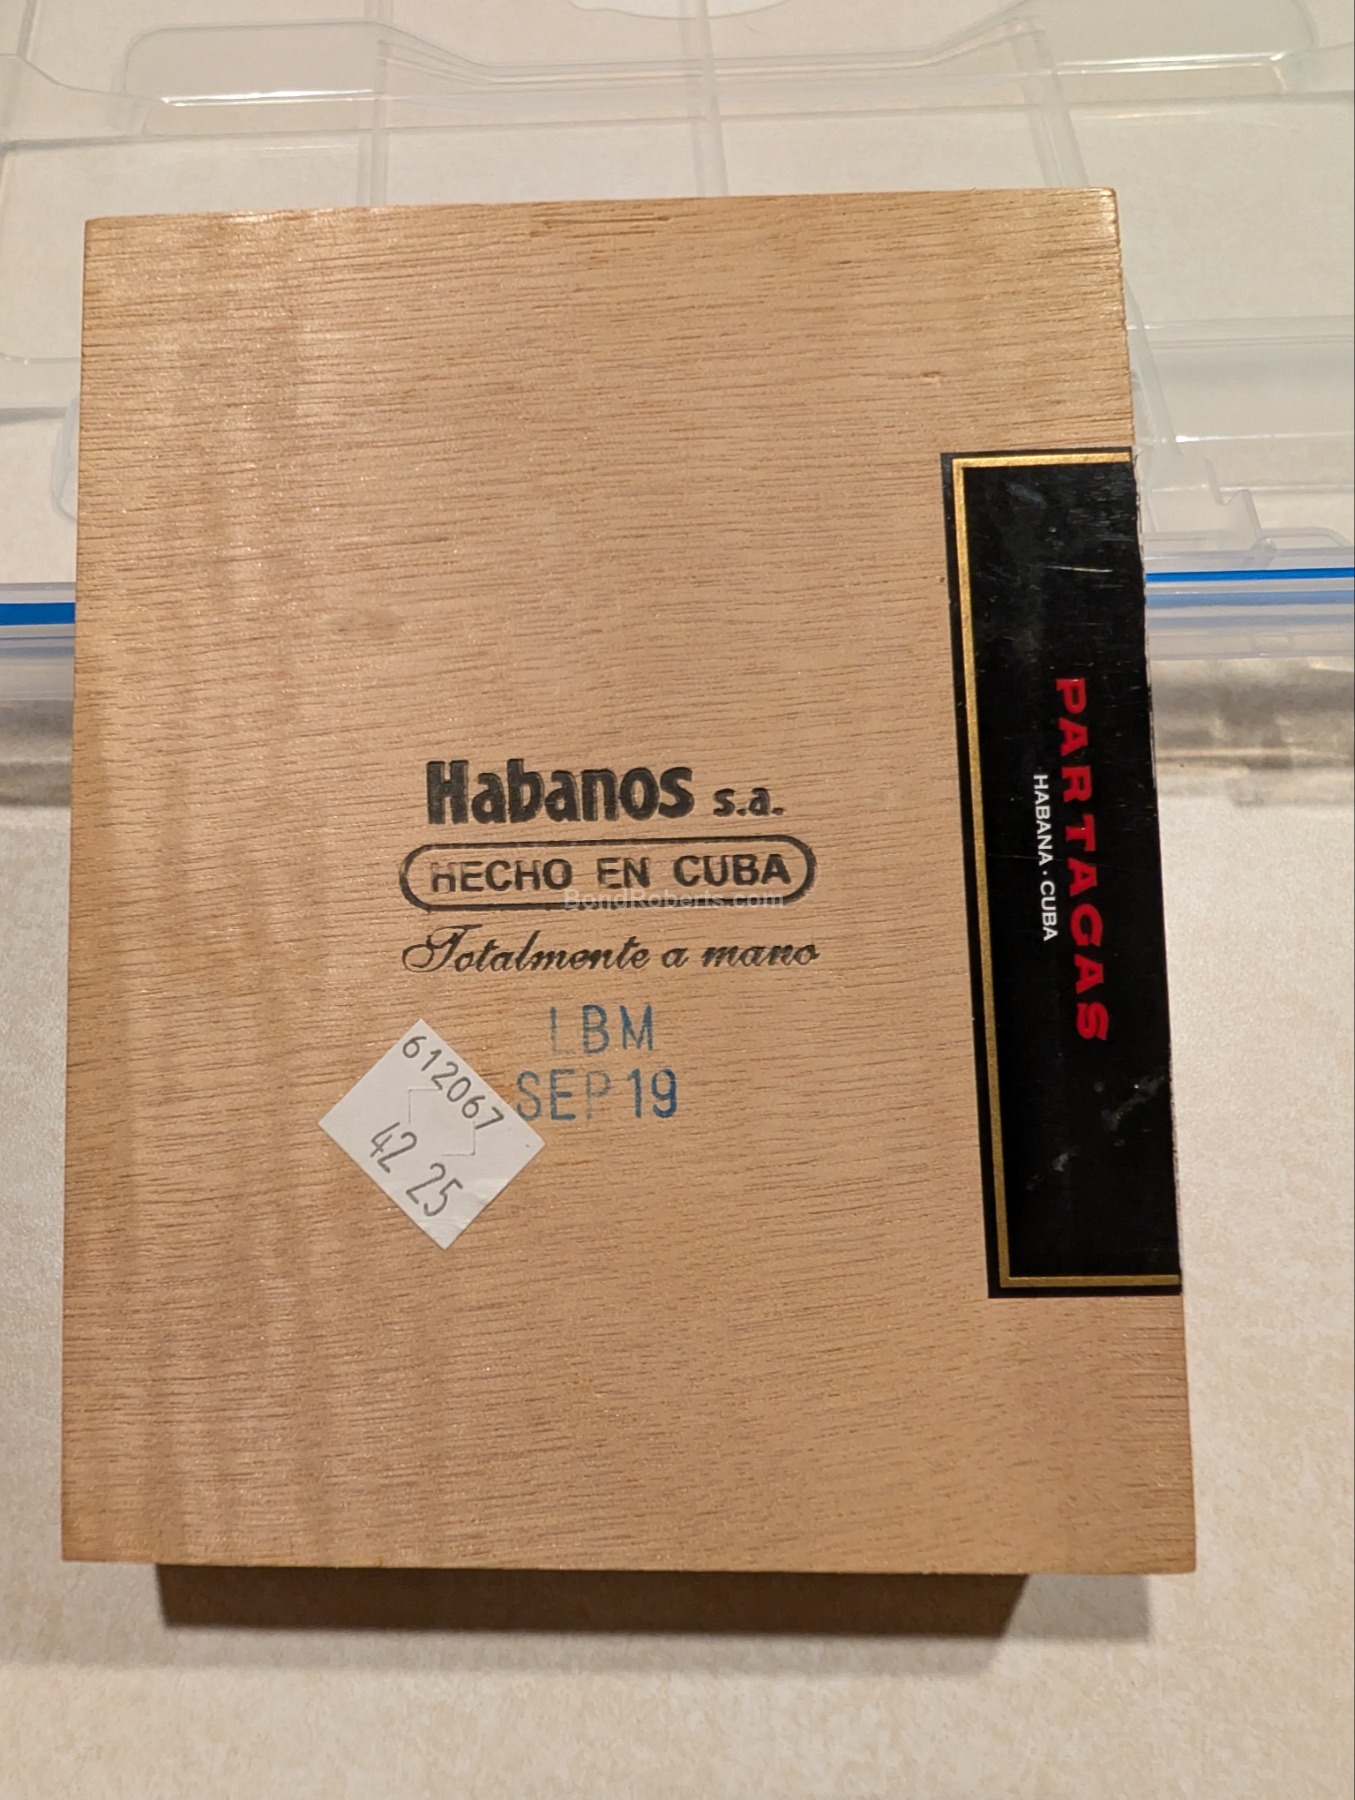 Habanos s.a.
HECHO EN CUBA
BondRoberts.com
Totalmente a mano
LBM
SEP 19
612067
42 25
PARTAGAS
HABANA · CUBA